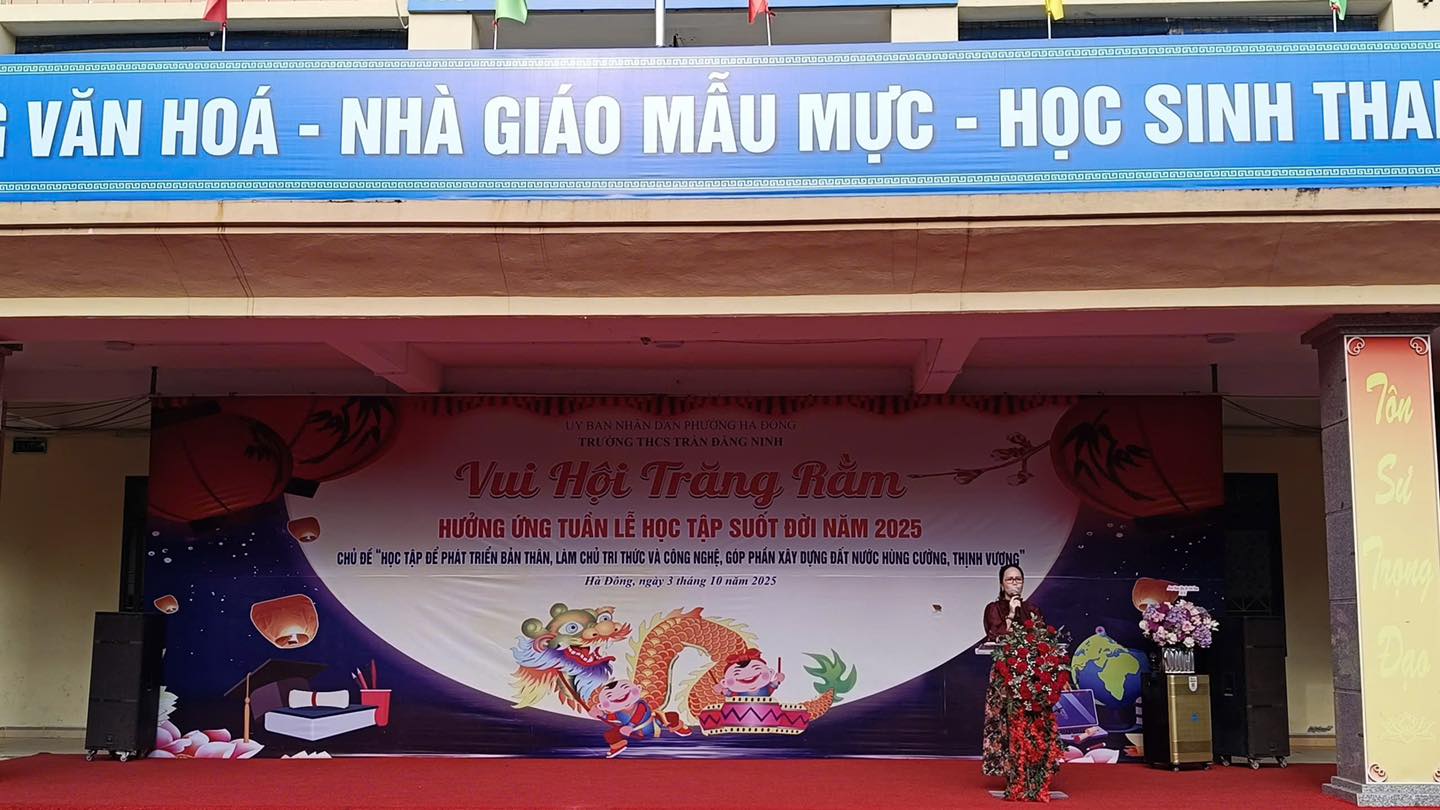 VĂN HOÁ - NHÀ GIÁO MẪU MỰC - HỌC SINH
ỦY BAN NHÂN DÂN PHƯỜNG HÀ ĐÔNG
TRƯỜNG THCS TRẦN ĐĂNG NINH
Vui Hội Trăng Rằm
HƯỞNG ỨNG TUẦN LỄ HỌC TẬP SUỐT ĐỜI NĂM 2025
CHỦ ĐỀ "HỌC TẬP ĐỂ PHÁT TRIỂN BẢN THÂN, LÀM CHỦ TRI THỨC VÀ CÔNG NGHỆ, GÓP PHẦN XÂY DỰNG ĐẤT NƯỚC HÙNG CƯỜNG, THỊNH VƯỢNG"
Hà Đông, ngày 3 tháng 10 năm 2025
Tôn
Sư
Trọng
Đạo